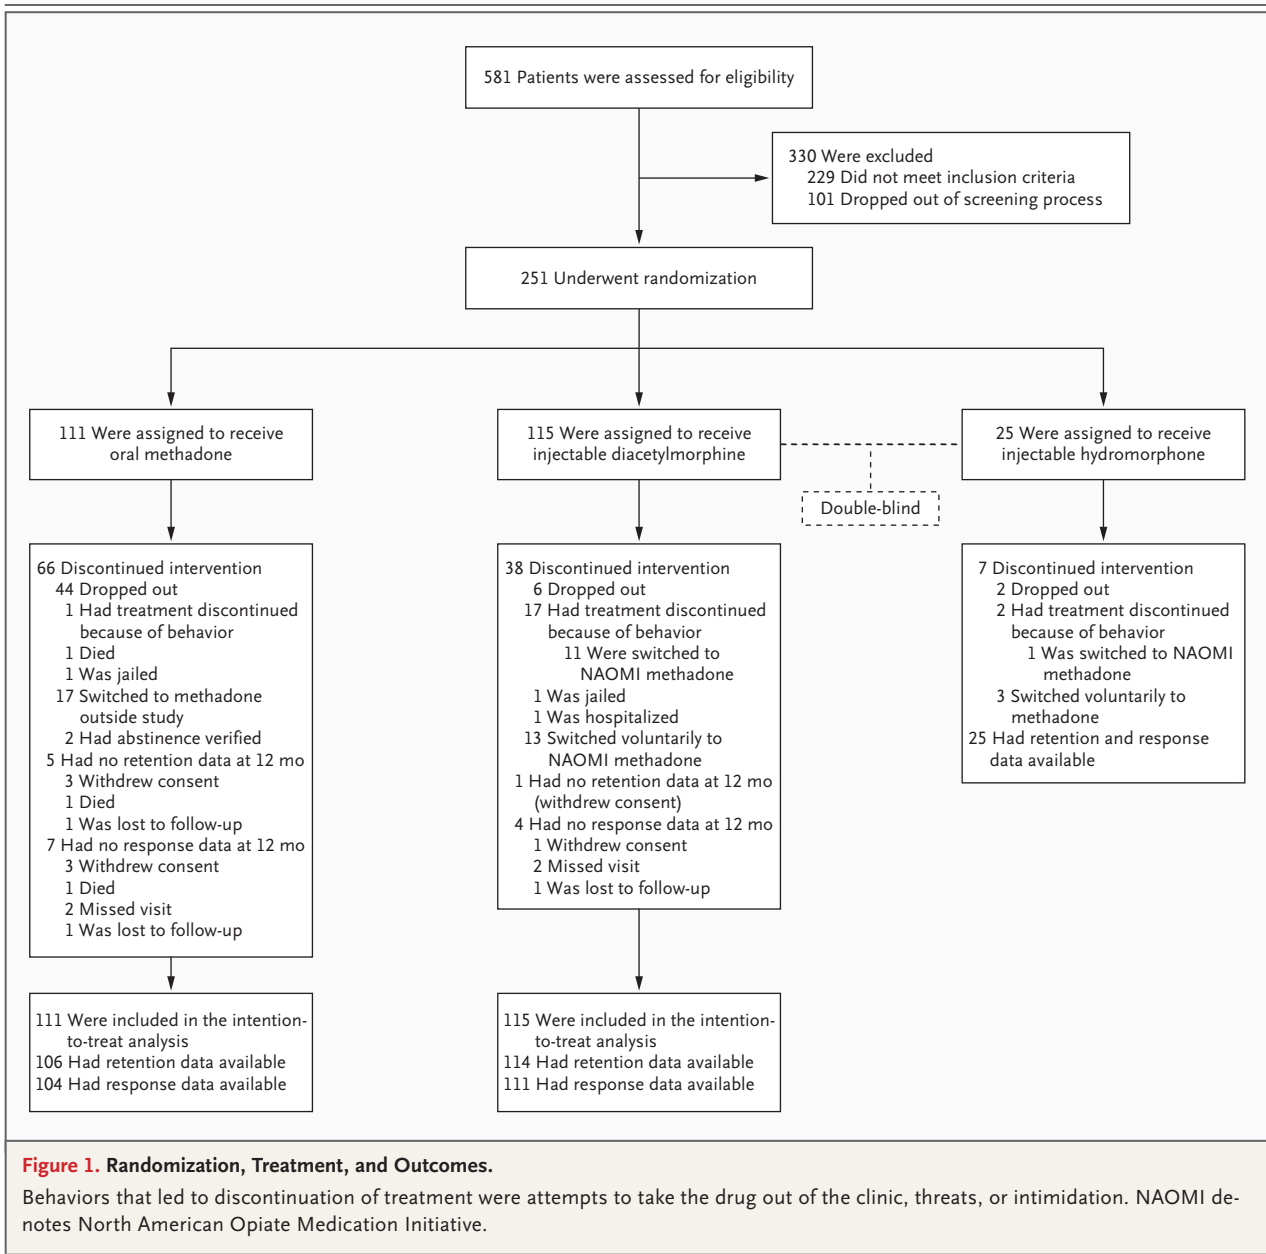 581 Patients were assessed for eligibility
330 Were excluded
229 Did not meet inclusion criteria
101 Dropped out of screening process
251 Underwent randomization
111 Were assigned to receive
oral methadone
115 Were assigned to receive
injectable diacetylmorphine
25 Were assigned to receive
injectable hydromorphone
Double-blind
66 Discontinued intervention
44 Dropped out
1 Had treatment discontinued
because of behavior
1 Died
1 Was jailed
17 Switched to methadone
outside study
2 Had abstinence verified
5 Had no retention data at 12 mo
3 Withdrew consent
1 Died
1 Was lost to follow-up
7 Had no response data at 12 mo
3 Withdrew consent
1 Died
2 Missed visit
1 Was lost to follow-up
38 Discontinued intervention
6 Dropped out
17 Had treatment discontinued
because of behavior
11 Were switched to
NAOMI methadone
1 Was jailed
1 Was hospitalized
13 Switched voluntarily to
NAOMI methadone
1 Had no retention data at 12 mo
(withdrew consent)
4 Had no response data at 12 mo
1 Withdrew consent
2 Missed visit
1 Was lost to follow-up
7 Discontinued intervention
2 Dropped out
2 Had treatment discontinued
because of behavior
1 Was switched to NAOMI
methadone
3 Switched voluntarily to
methadone
25 Had retention and response
data available
111 Were included in the intention-
to-treat analysis
106 Had retention data available
104 Had response data available
115 Were included in the intention-
to-treat analysis
114 Had retention data available
111 Had response data available
Figure 1. Randomization, Treatment, and Outcomes.
Behaviors that led to discontinuation of treatment were attempts to take the drug out of the clinic, threats, or intimidation. NAOMI de-
notes North American Opiate Medication Initiative.